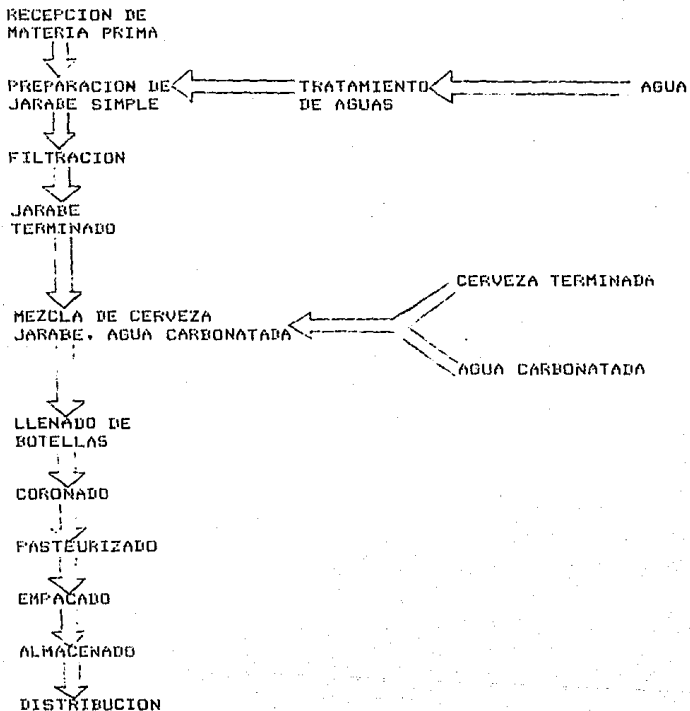 RECEPCION DE
MATERIA PRIMA
PREPARACION DE
JARABE SIMPLE
TRATAMIENTO
DE AGUAS
AGUA
FILTRACION
JARABE
TERMINADO
CERVEZA TERMINADA
MEZCLA DE CERVEZA
JARABE, AGUA CARBONATADA
AGUA CARBONATADA
LLENADO DE
BOTELLAS
CORONADO
PASTEURIZADO
EMPACADO
ALMACENADO
DISTRIBUCION